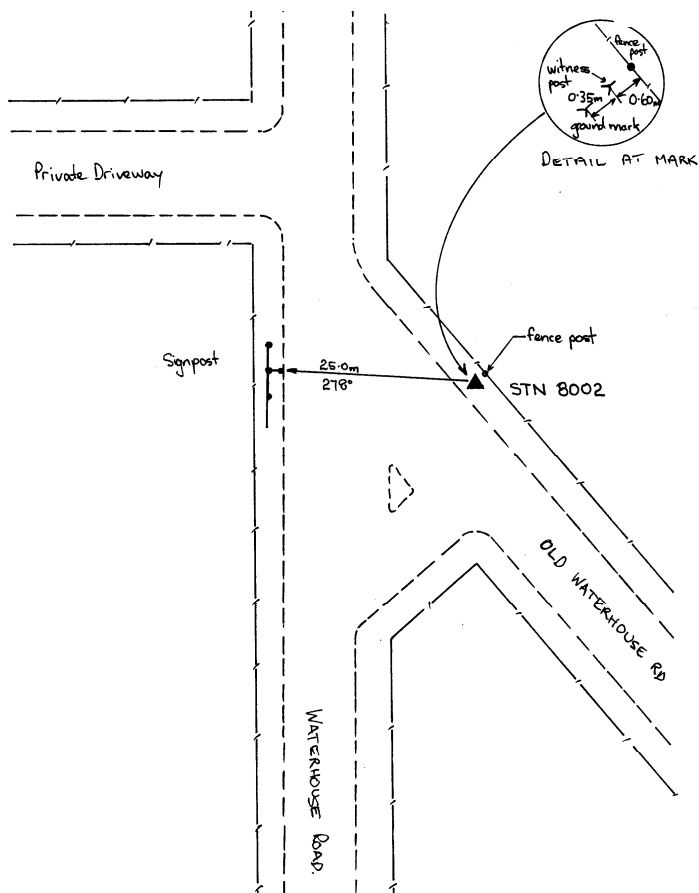 fence
post
witness
post
0·35m
0·60m
ground mark
DETAIL AT MARK
Private Driveway
Signpost
25·0m
278°
fence post
STN 8002
OLD WATERHOUSE RD
WATERHOUSE ROAD.